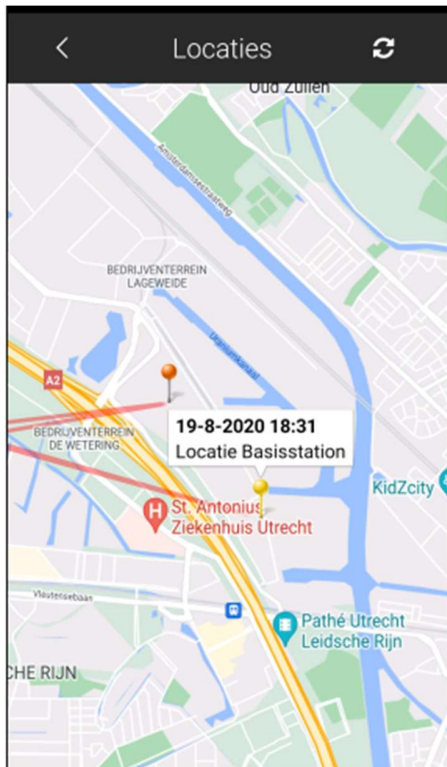 Locaties
Oud Zuilen
Amsterdamsestraatweg
BEDRIJVENTERREIN
LAGEWEIDE
Uraniumkanaal
A2
19-8-2020 18:31
Locatie Basisstation
BEDRIJVENTERREIN
DE WETERING
KidZcity
H
St. Antonius
Ziekenhuis Utrecht
Vleutensebaan
Pathé Utrecht
Leidsche Rijn
CHE RIJN